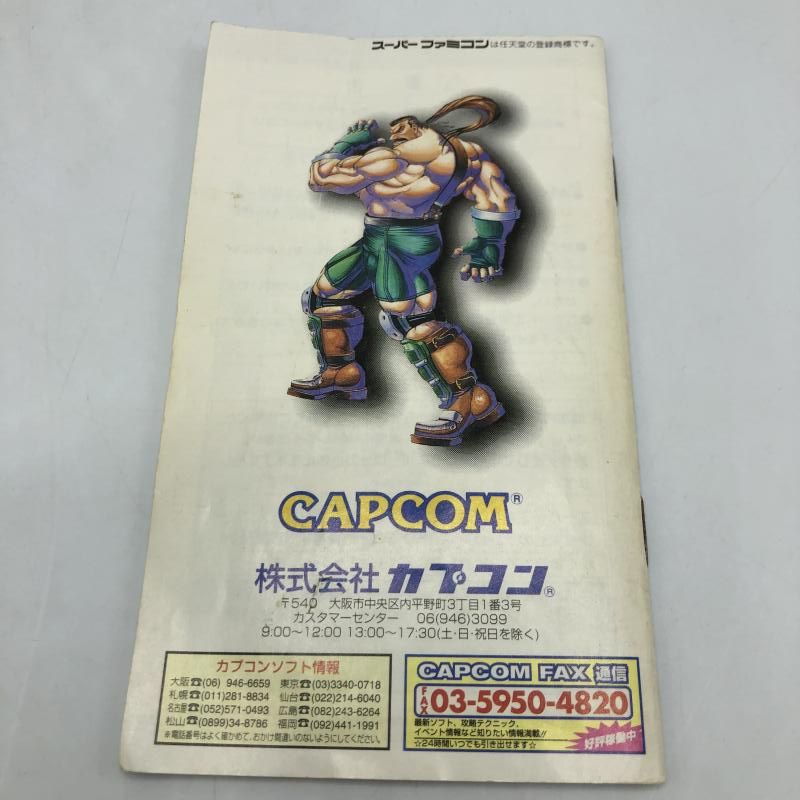 スーパーファミコンは任天堂の登録商標です。
CAPCOM®
株式会社 カプコン®
〒540 大阪市中央区内平野町3丁目1番3号
カスタマーセンター 06(946)3099
9:00〜12:00 13:00〜17:30(土・日・祝日を除く)
カプコンソフト情報
大阪☎(06) 946-6659 東京☎(03)3340-0718
札幌☎(011)281-8834 仙台☎(022)214-6040
名古屋☎(052)571-0493 広島☎(082)243-6264
松山☎(0899)34-8786 福岡☎(092)441-1991
※電話番号はよく確かめて、おかけ間違いのないようにしてください。
CAPCOM FAX 通信
FAX 03-5950-4820
最新ソフト、攻略テクニック、
イベント情報など知りたい情報満載!!
☆24時間いつでも引き出せます☆
好評稼働中